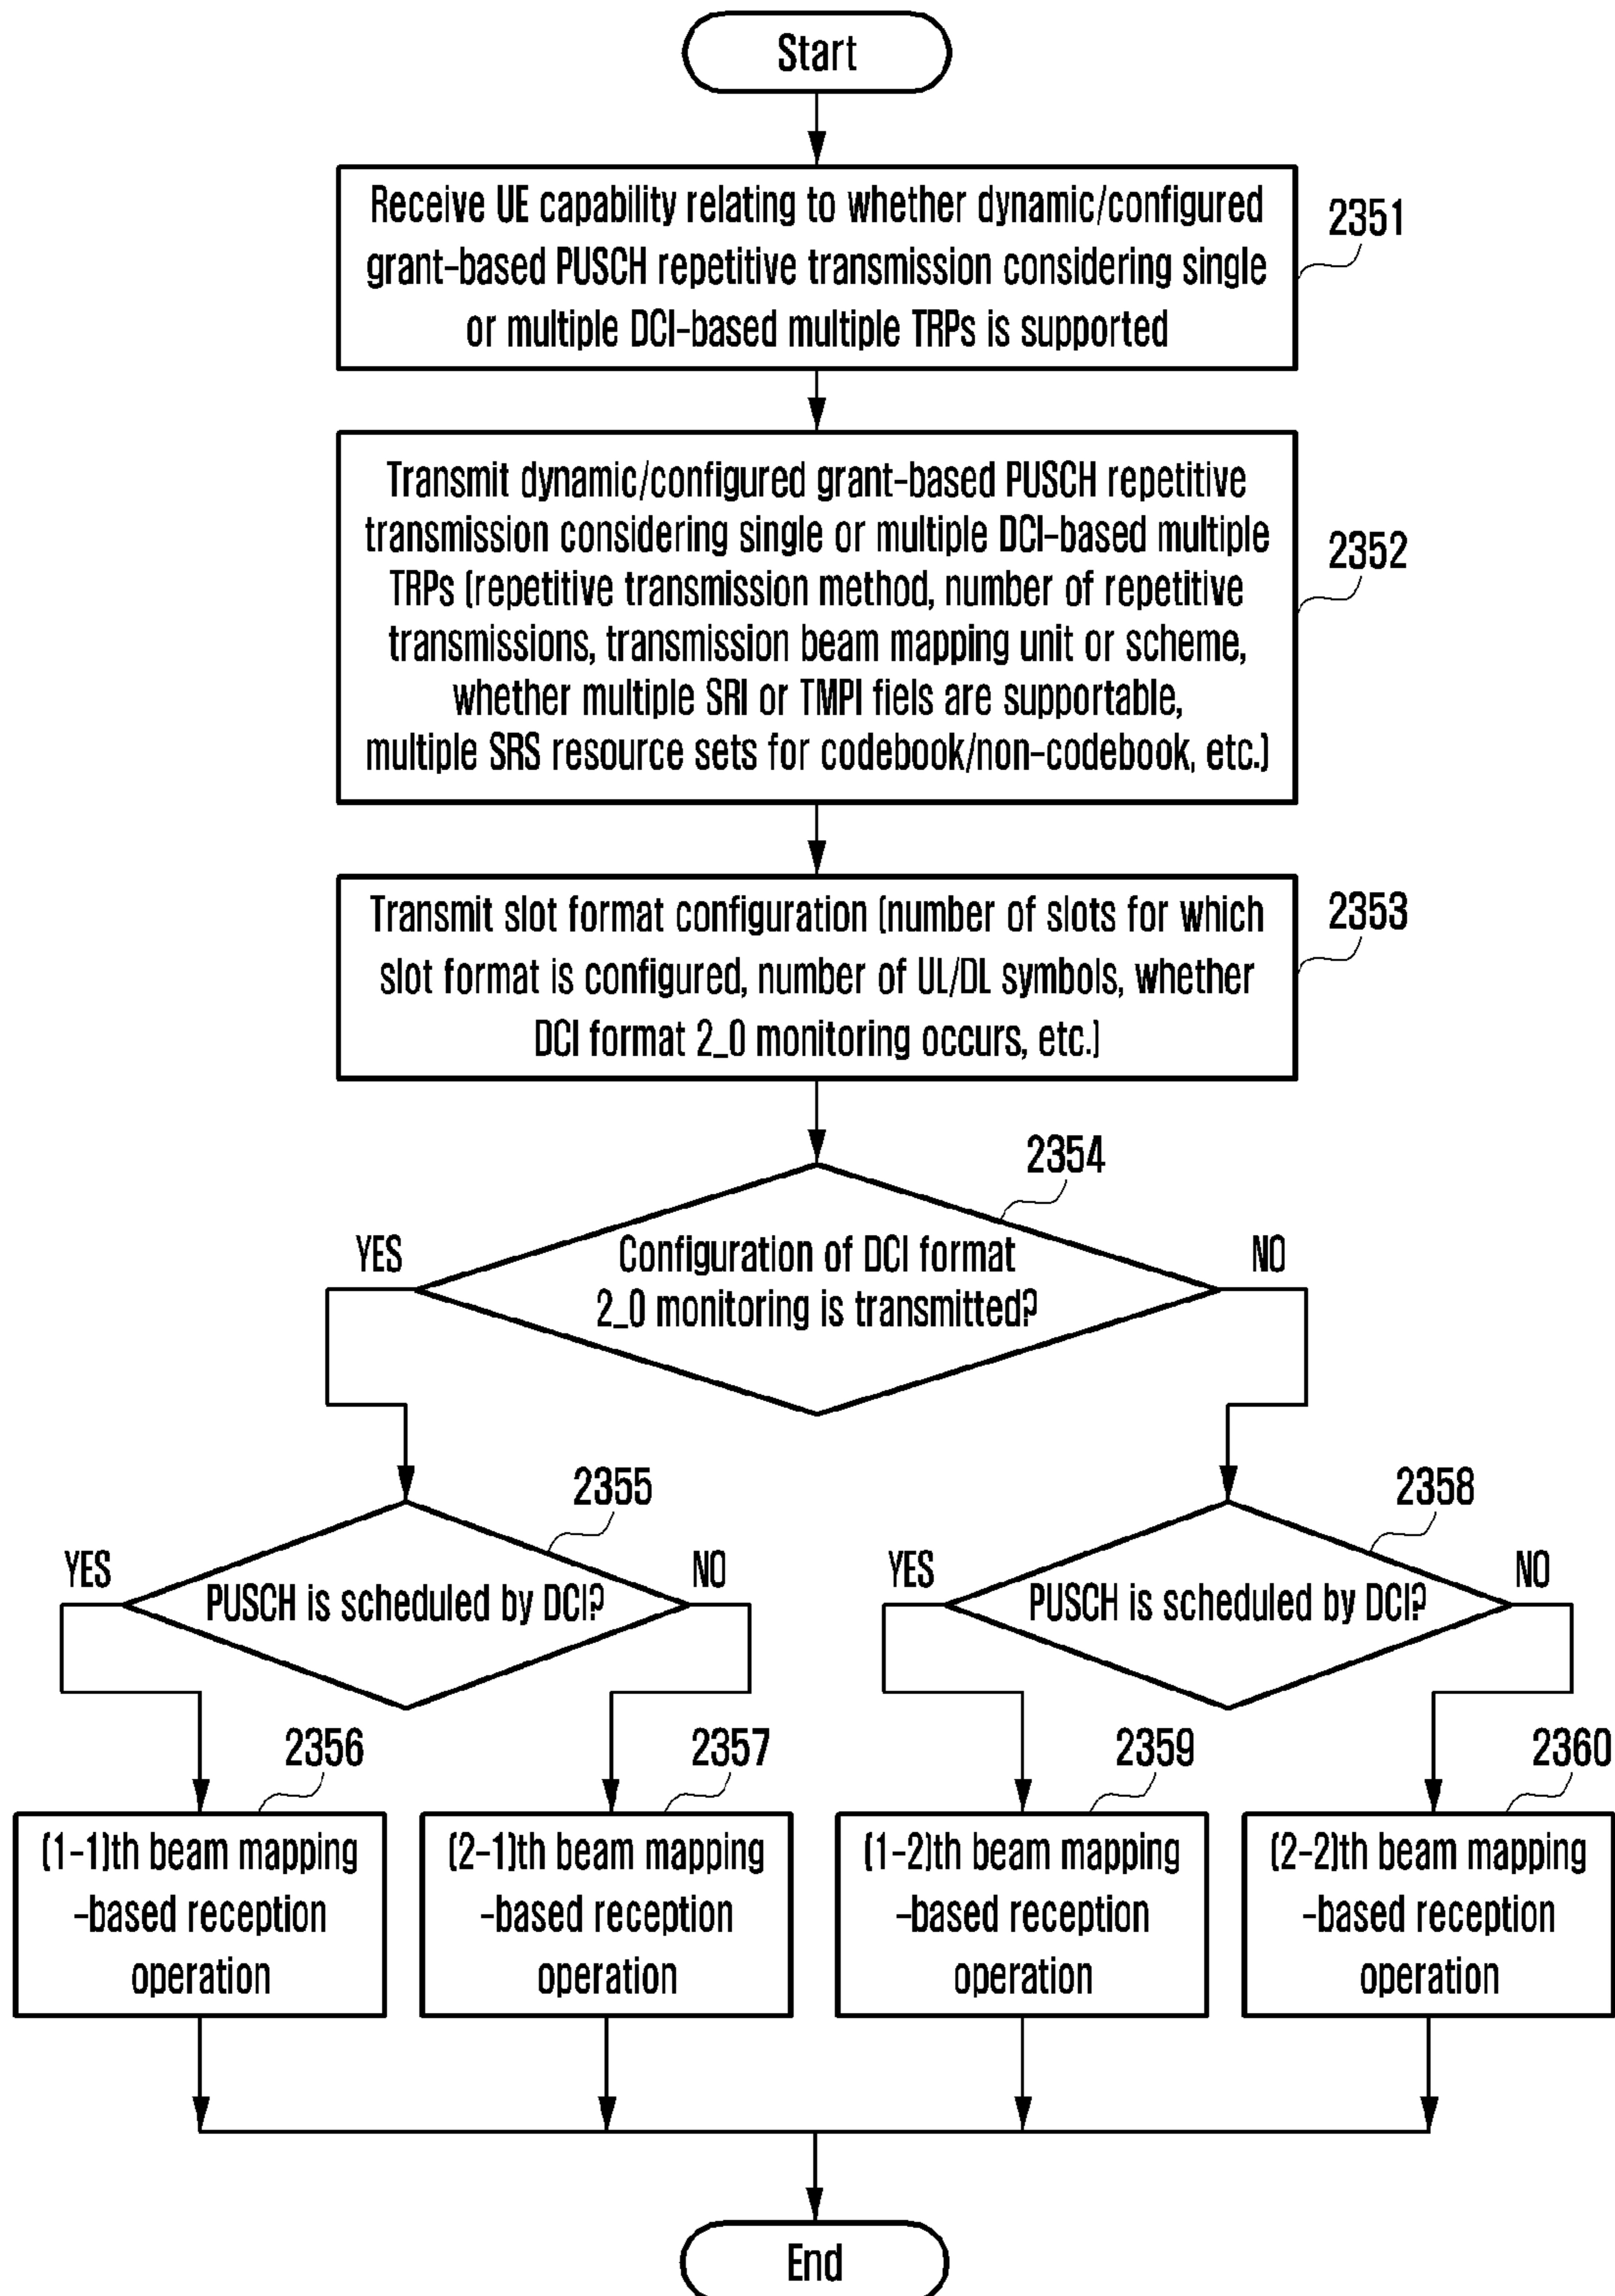 Start
Receive UE capability relating to whether dynamic/configured
grant-based PUSCH repetitive transmission considering single
or multiple DCI-based multiple TRPs is supported
2351
Transmit dynamic/configured grant-based PUSCH repetitive
transmission considering single or multiple DCI-based multiple
TRPs (repetitive transmission method, number of repetitive
transmissions, transmission beam mapping unit or scheme,
whether multiple SRI or TMPI fiels are supportable,
multiple SRS resource sets for codebook/non-codebook, etc.)
2352
Transmit slot format configuration (number of slots for which
slot format is configured, number of UL/DL symbols, whether
DCI format 2_0 monitoring occurs, etc.)
2353
2354
YES
Configuration of DCI format
2_0 monitoring is transmitted?
NO
2355
YES
PUSCH is scheduled by DCI?
NO
2358
YES
PUSCH is scheduled by DCI?
NO
2356
(1-1)th beam mapping
-based reception
operation
2357
(2-1)th beam mapping
-based reception
operation
2359
(1-2)th beam mapping
-based reception
operation
2360
(2-2)th beam mapping
-based reception
operation
End